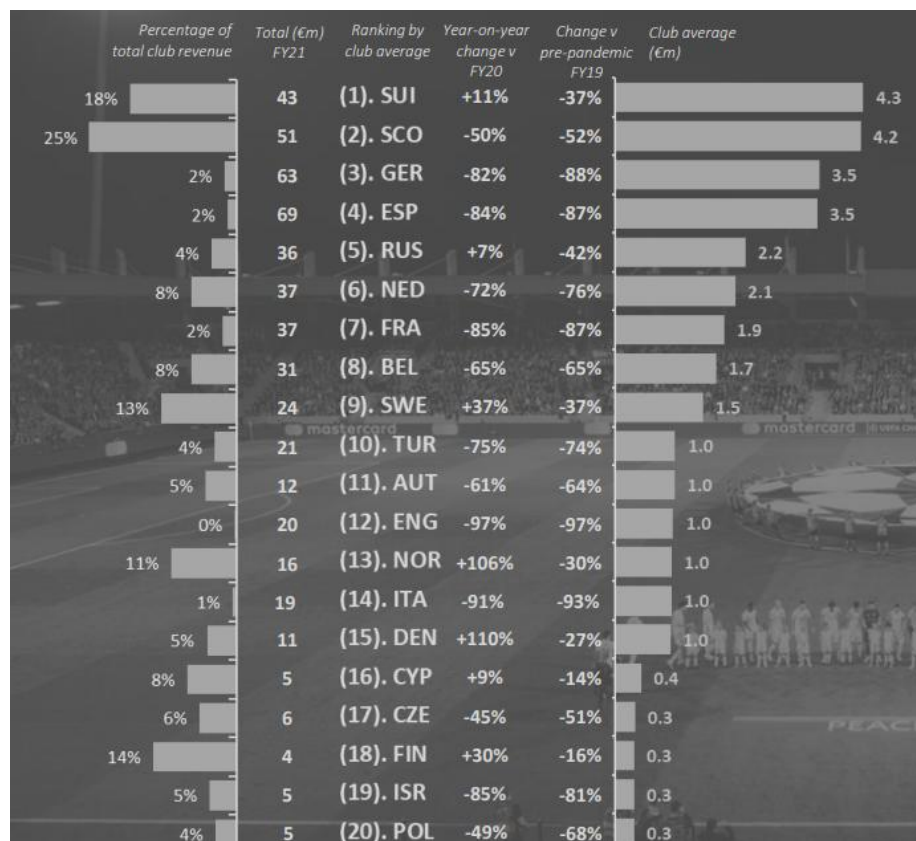 Percentage of total club revenue Total (€m) FY21 Ranking by club average Year-on-year change v FY20 Change v pre-pandemic FY19 Club average (€m)
18% 43 (1). SUI +11% -37% 4.3
25% 51 (2). SCO -50% -52% 4.2
2% 63 (3). GER -82% -88% 3.5
2% 69 (4). ESP -84% -87% 3.5
4% 36 (5). RUS +7% -42% 2.2
8% 37 (6). NED -72% -76% 2.1
2% 37 (7). FRA -85% -87% 1.9
8% 31 (8). BEL -65% -65% 1.7
13% 24 (9). SWE +37% -37% 1.5
mastercard mastercard
4% 21 (10). TUR -75% -74% 1.0
5% 12 (11). AUT -61% -64% 1.0
0% 20 (12). ENG -97% -97% 1.0
11% 16 (13). NOR +106% -30% 1.0
1% 19 (14). ITA -91% -93% 1.0
5% 11 (15). DEN +110% -27% 1.0
8% 5 (16). CYP +9% -14% 0.4
6% 6 (17). CZE -45% -51% 0.3
PEAC
14% 4 (18). FIN +30% -16% 0.3
5% 5 (19). ISR -85% -81% 0.3
4% 5 (20). POL -49% -68% 0.3